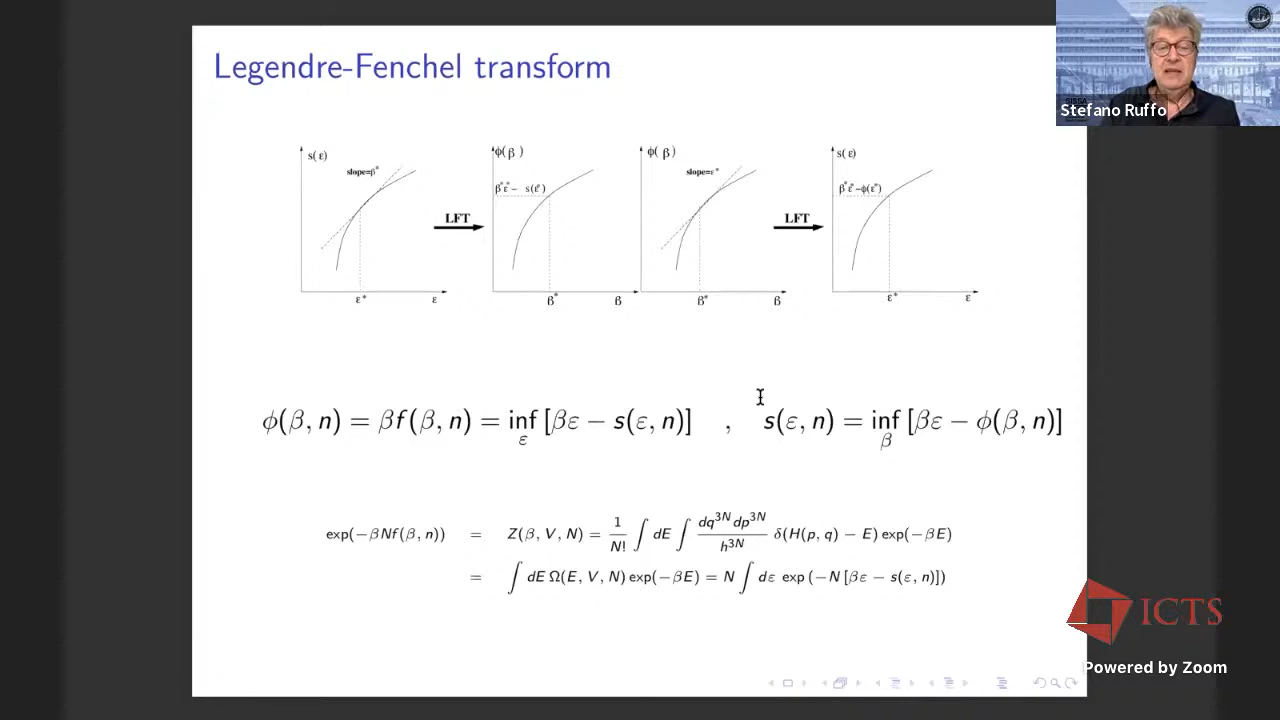 Legendre-Fenchel transform
s(ε)
slope=β*
ε*
ε
LFT
ϕ(β)
β*ε*− s(ε*)
β*
β
ϕ(β)
slope=ε*
β*
β
LFT
s(ε)
β*ε*−ϕ(ε*)
ε*
ε
ϕ(β, n) = βf(β, n) = inf_ε [βε − s(ε, n)] , s(ε, n) = inf_β [βε − ϕ(β, n)]
exp(−βNf(β, n)) = Z(β, V, N) = 1/N! ∫ dE ∫ dq^{3N}dp^{3N}/h^{3N} δ(H(p, q) − E) exp(−βE)
= ∫ dE Ω(E, V, N) exp(−βE) = N ∫ dε exp (−N [βε − s(ε, n)])
Stefano Ruffo
ICTS
Powered by Zoom